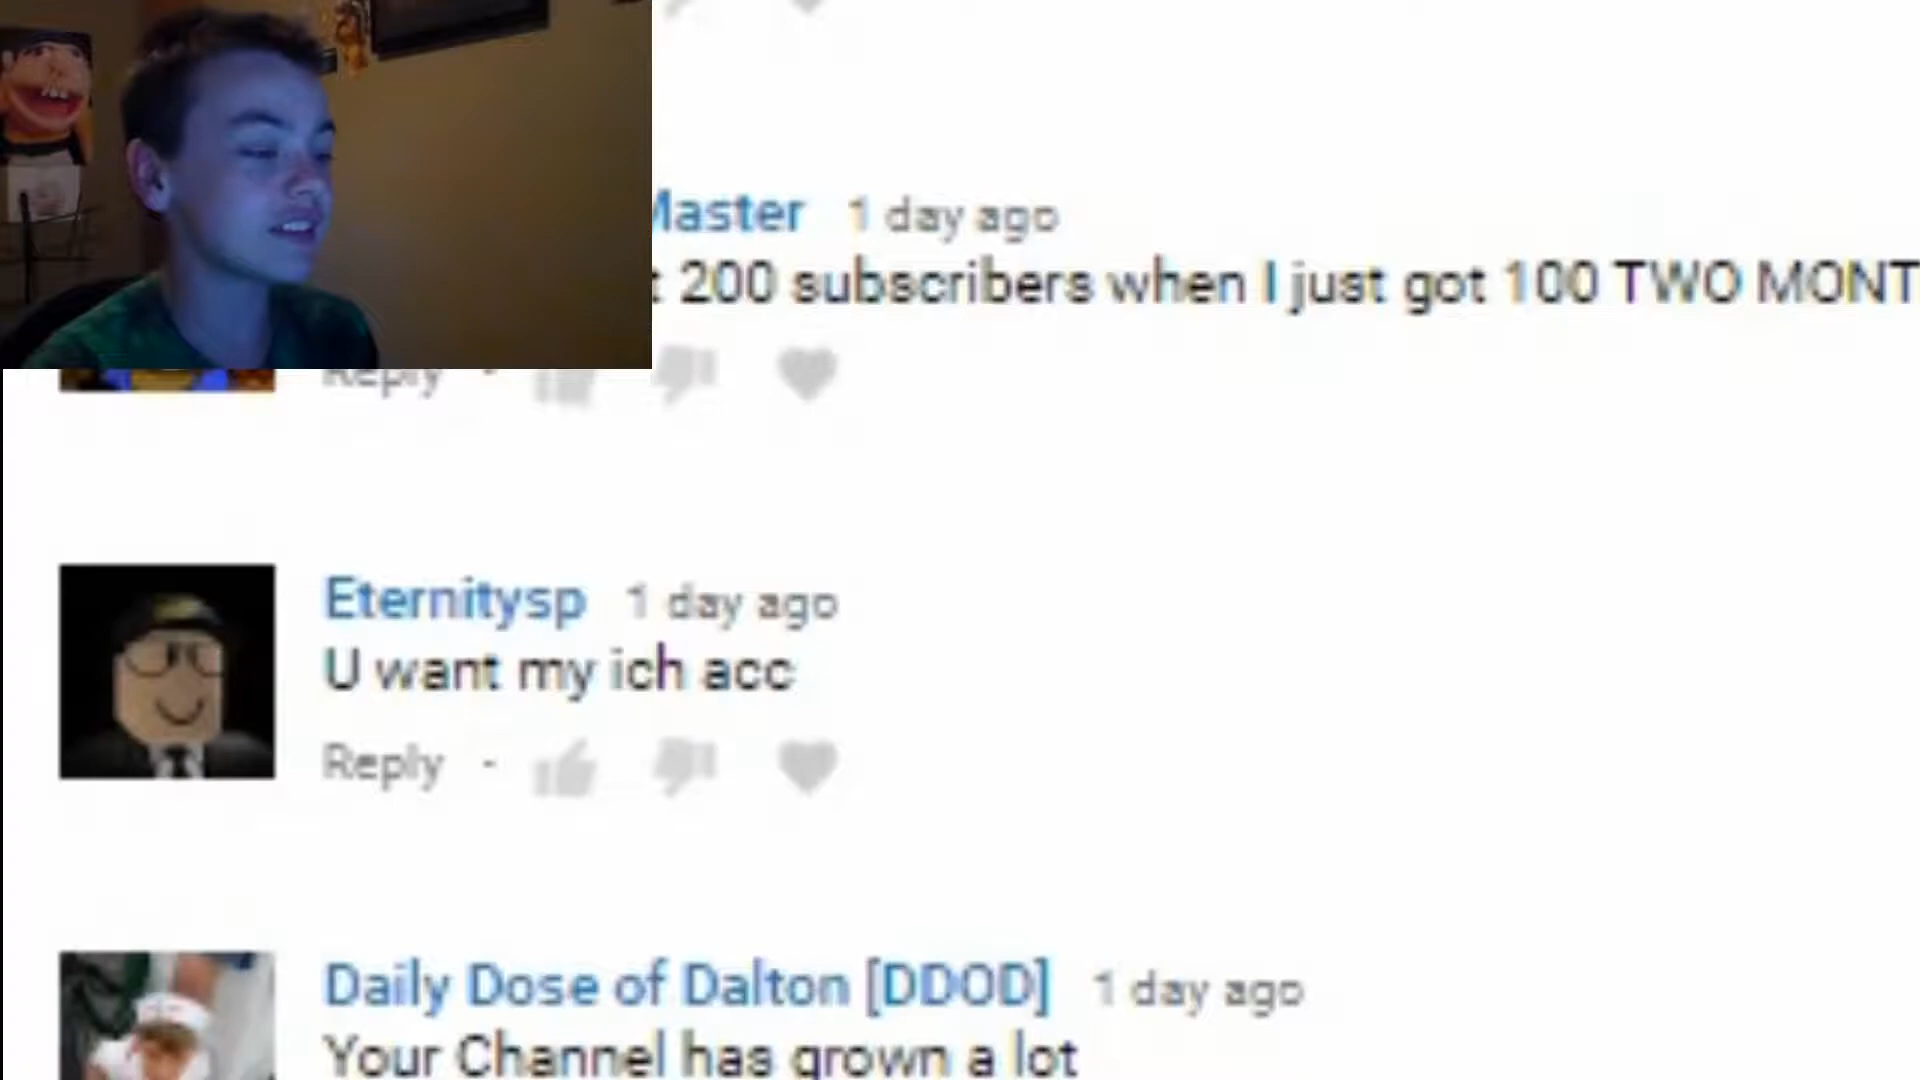 Master 1 day ago
t 200 subscribers when I just got 100 TWO MONT
Reply
Eternitysp 1 day ago
U want my ich acc
Reply
Daily Dose of Dalton [DDOD] 1 day ago
Your Channel has grown a lot